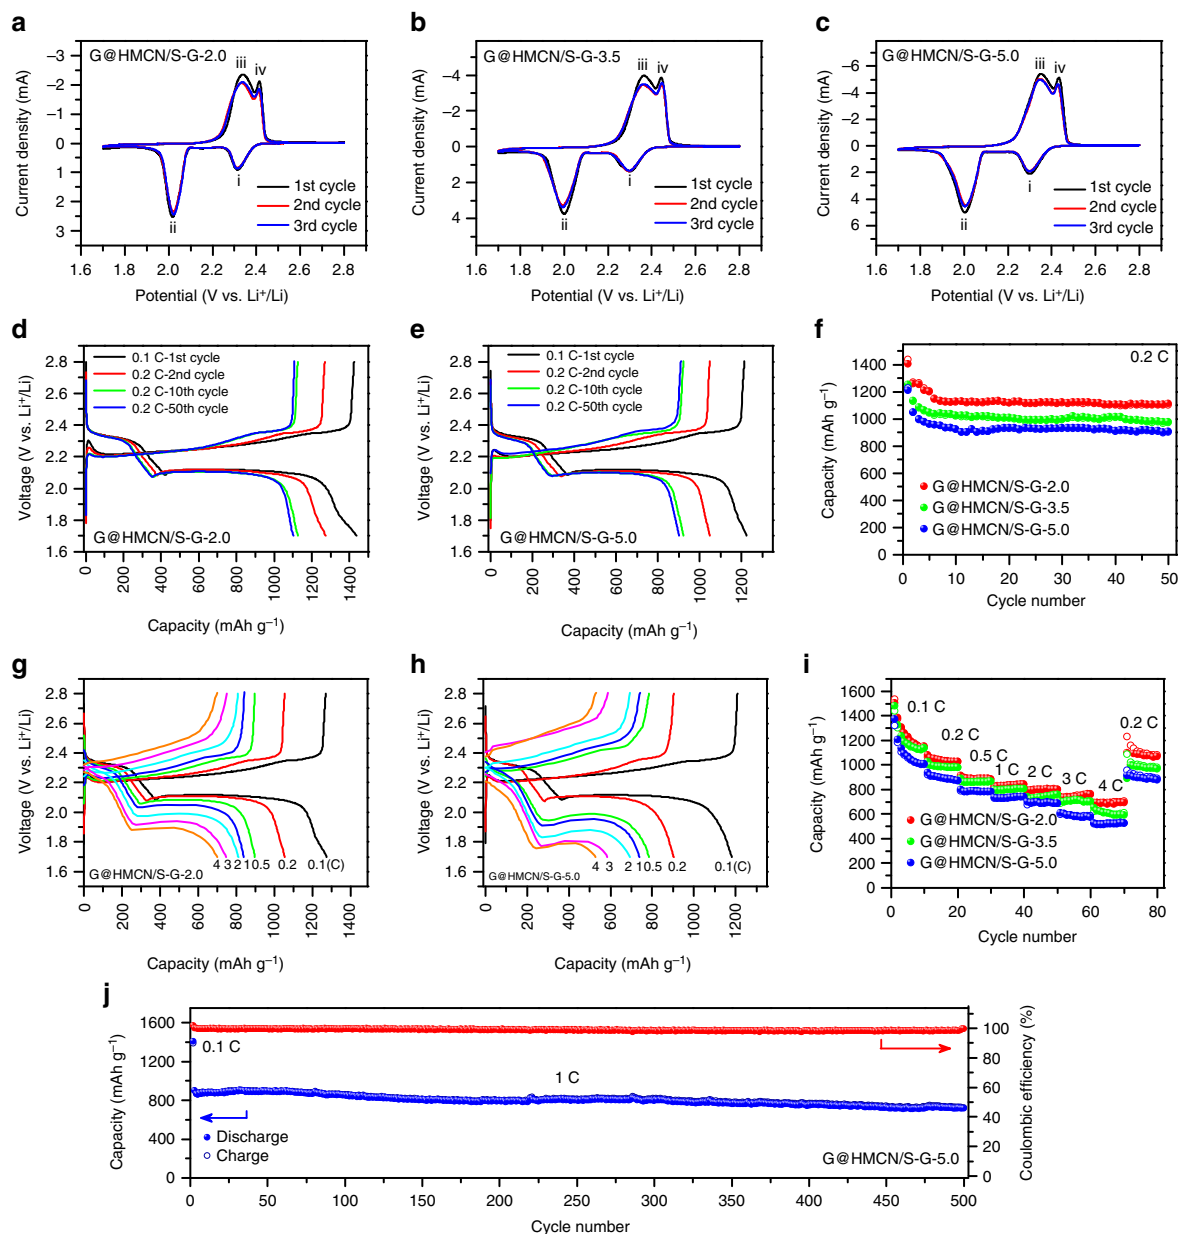 a
G@HMCN/S-G-2.0
iii
iv
i
ii
1st cycle
2nd cycle
3rd cycle
Current density (mA)
–3
–2
–1
0
1
2
3
1.6 2.0 2.2 2.4 2.6 2.8
Potential (V vs. Li⁺/Li)
b
G@HMCN/S-G-3.5
iii
iv
i
ii
1st cycle
2nd cycle
3rd cycle
Current density (mA)
–4
–2
0
2
4
1.6 1.8 2.0 2.2 2.4 2.6 2.8
Potential (V vs. Li⁺/Li)
c
G@HMCN/S-G-5.0
iii
iv
i
ii
1st cycle
2nd cycle
3rd cycle
Current density (mA)
–6
–4
–2
0
2
4
6
1.6 1.8 2.0 2.2 2.4 2.6 2.8
Potential (V vs. Li⁺/Li)
d
0.1 C-1st cycle
0.2 C-2nd cycle
0.2 C-10th cycle
0.2 C-50th cycle
G@HMCN/S-G-2.0
Voltage (V vs. Li⁺/Li)
2.8
2.4
2.2
2.0
1.8
1.6
0 200 400 600 800 1000 1200 1400
Capacity (mAh g⁻¹)
e
0.1 C-1st cycle
0.2 C-2nd cycle
0.2 C-10th cycle
0.2 C-50th cycle
G@HMCN/S-G-5.0
Voltage (V vs. Li⁺/Li)
2.8
2.6
2.4
2.2
2.0
1.8
1.6
0 200 400 600 800 1000 1200
Capacity (mAh g⁻¹)
f
0.2 C
G@HMCN/S-G-2.0
G@HMCN/S-G-3.5
G@HMCN/S-G-5.0
Capacity (mAh g⁻¹)
1400
1200
1000
800
600
400
200
0
0 10 20 30 40 50
Cycle number
g
4 3 2 1 0.5 0.2 0.1(C)
G@HMCN/S-G-2.0
Voltage (V vs. Li⁺/Li)
2.8
2.6
2.4
2.2
2.0
1.8
1.6
0 200 400 600 800 1000 1200 1400
Capacity (mAh g⁻¹)
h
4 3 2 1 0.5 0.2 0.1(C)
G@HMCN/S-G-5.0
Voltage (V vs. Li⁺/Li)
2.8
2.6
2.4
2.2
2.0
1.8
1.6
0 200 400 600 800 1000 1200
Capacity (mAh g⁻¹)
i
0.1 C
0.2 C
0.5 C
1 C
2 C
3 C
4 C
0.2 C
G@HMCN/S-G-2.0
G@HMCN/S-G-3.5
G@HMCN/S-G-5.0
Capacity (mAh g⁻¹)
1600
1400
1200
1000
800
600
400
200
0
0 20 40 60 80
Cycle number
j
0.1 C
1 C
Discharge
Charge
G@HMCN/S-G-5.0
Capacity (mAh g⁻¹)
1600
1200
800
400
0
Coulombic efficiency (%)
100
80
60
40
20
0
0 25 50 75 100 125 150 175 200 225 250 275 300 325 350 375 400 425 450 475 500
Cycle number